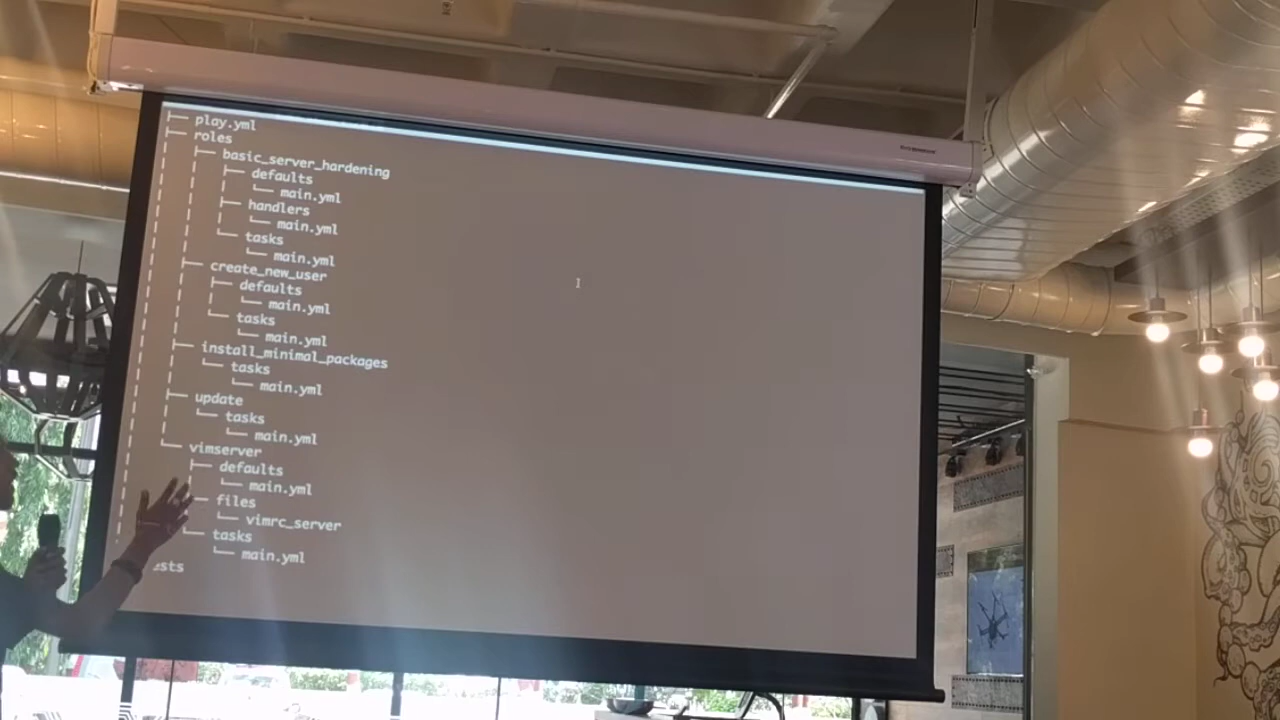 ├── play.yml
├── roles
│   ├── basic_server_hardening
│   │   ├── defaults
│   │   │   └── main.yml
│   │   ├── handlers
│   │   │   └── main.yml
│   │   └── tasks
│   │       └── main.yml
│   ├── create_new_user
│   │   ├── defaults
│   │   │   └── main.yml
│   │   └── tasks
│   │       └── main.yml
│   ├── install_minimal_packages
│   │   └── tasks
│   │       └── main.yml
│   ├── update
│   │   └── tasks
│   │       └── main.yml
│   └── vimserver
│       ├── defaults
│       │   └── main.yml
│       ├── files
│       │   └── vimrc_server
│       └── tasks
│           └── main.yml
ests